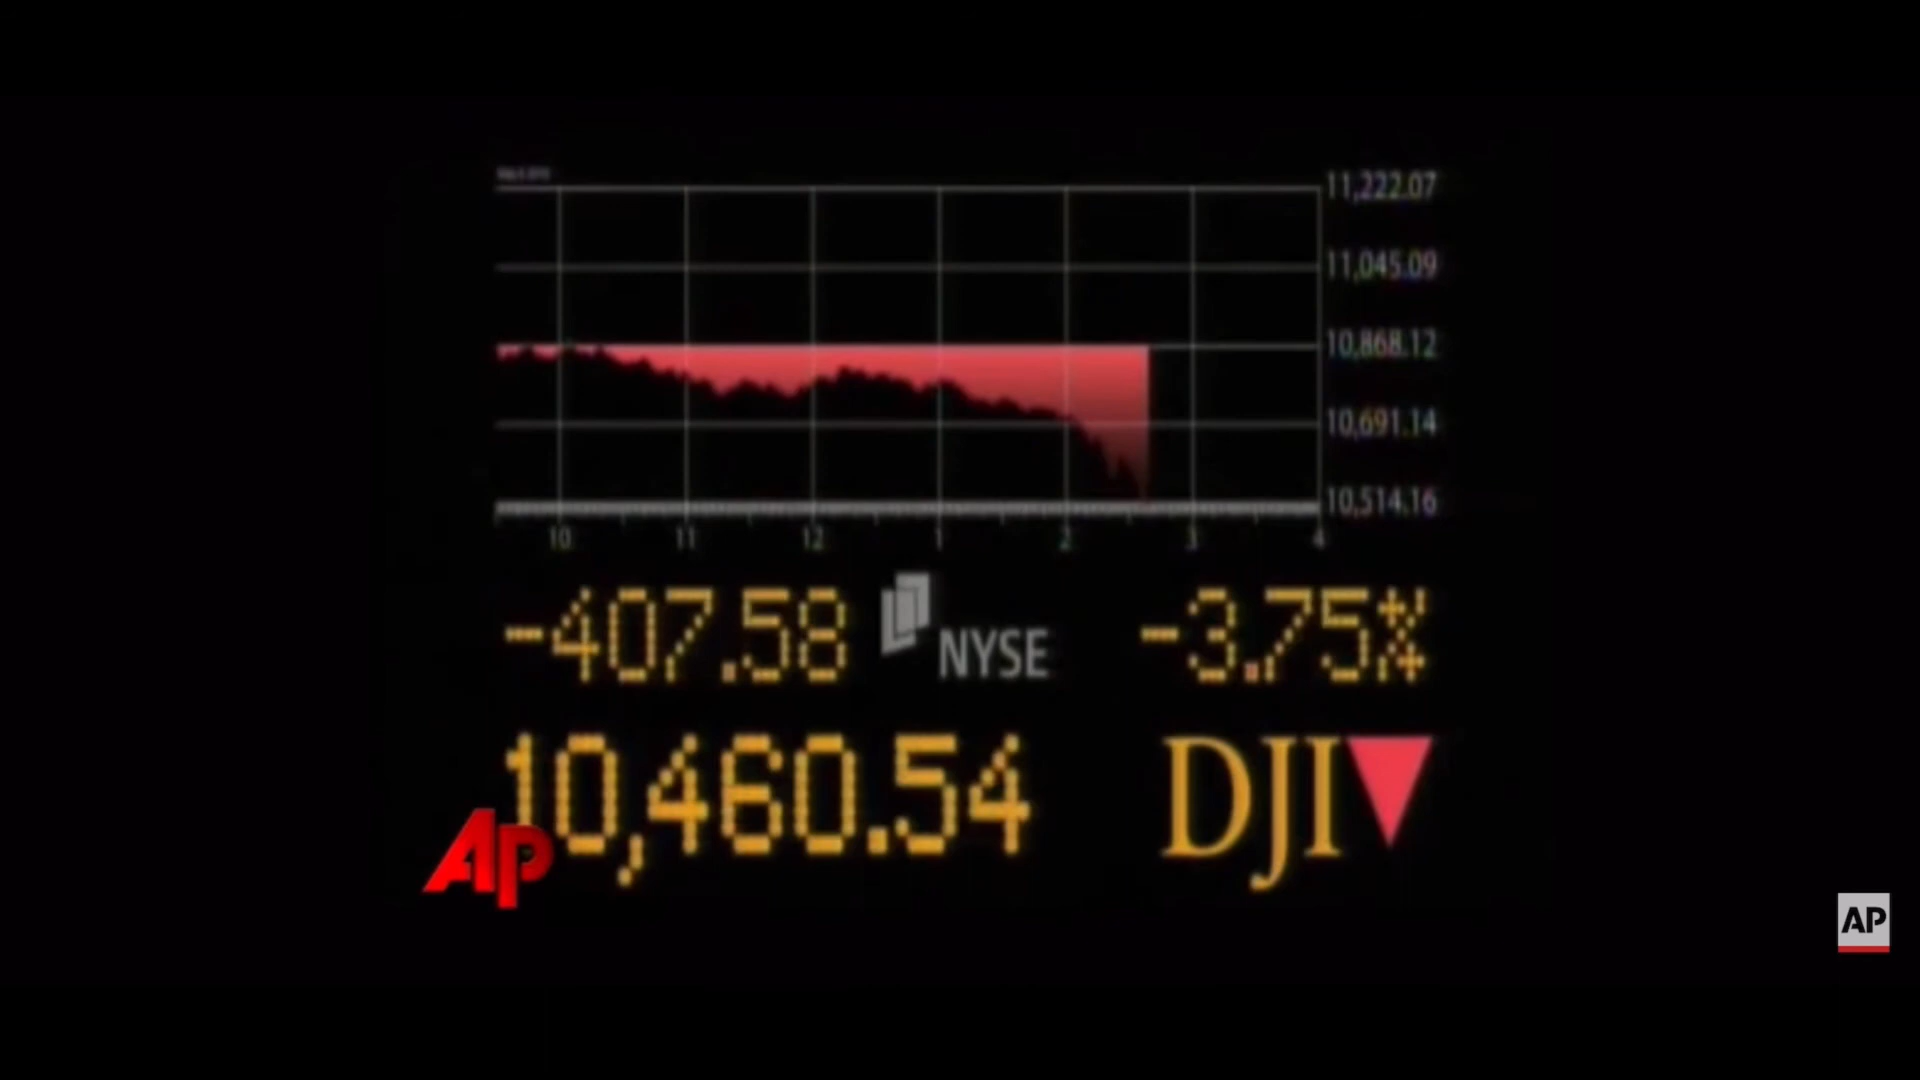 11,222.07
11,045.09
10,868.12
10,691.14
10,514.16
10 11 12 1 2 3 4
-407.58 NYSE -3.75%
10,460.54 DJI
AP
AP